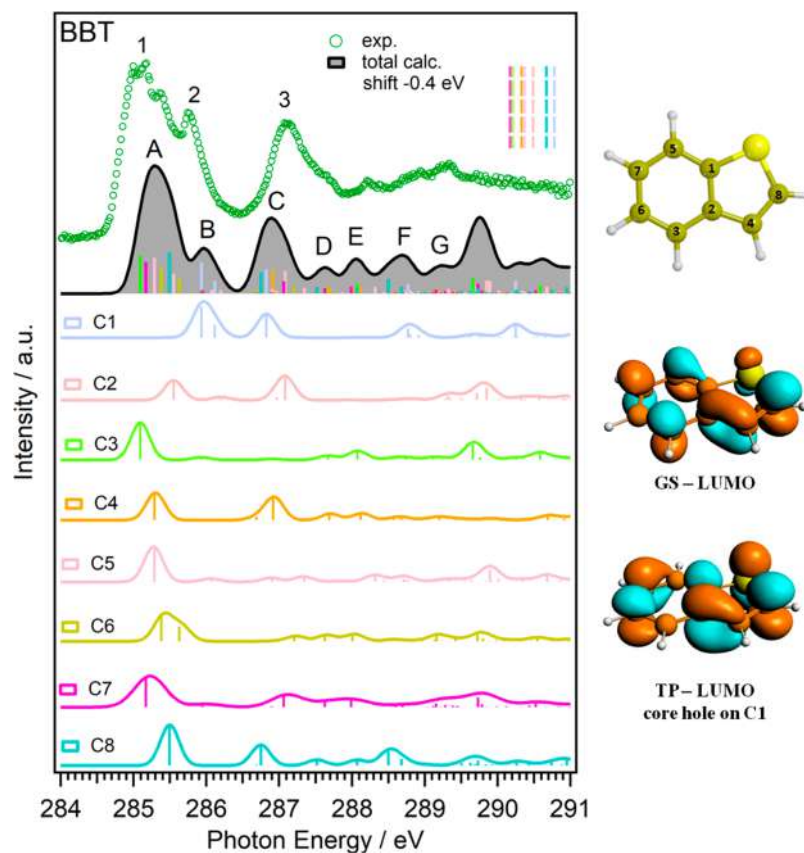 BBT
1
2
3
exp.
total calc.
shift -0.4 eV
A
B
C
D
E
F
G
C1
C2
C3
C4
C5
C6
C7
C8
284 285 286 287 288 289 290 291
Photon Energy / eV
Intensity / a.u.
5
7
1
8
6
2
3
4
GS – LUMO
TP – LUMO
core hole on C1